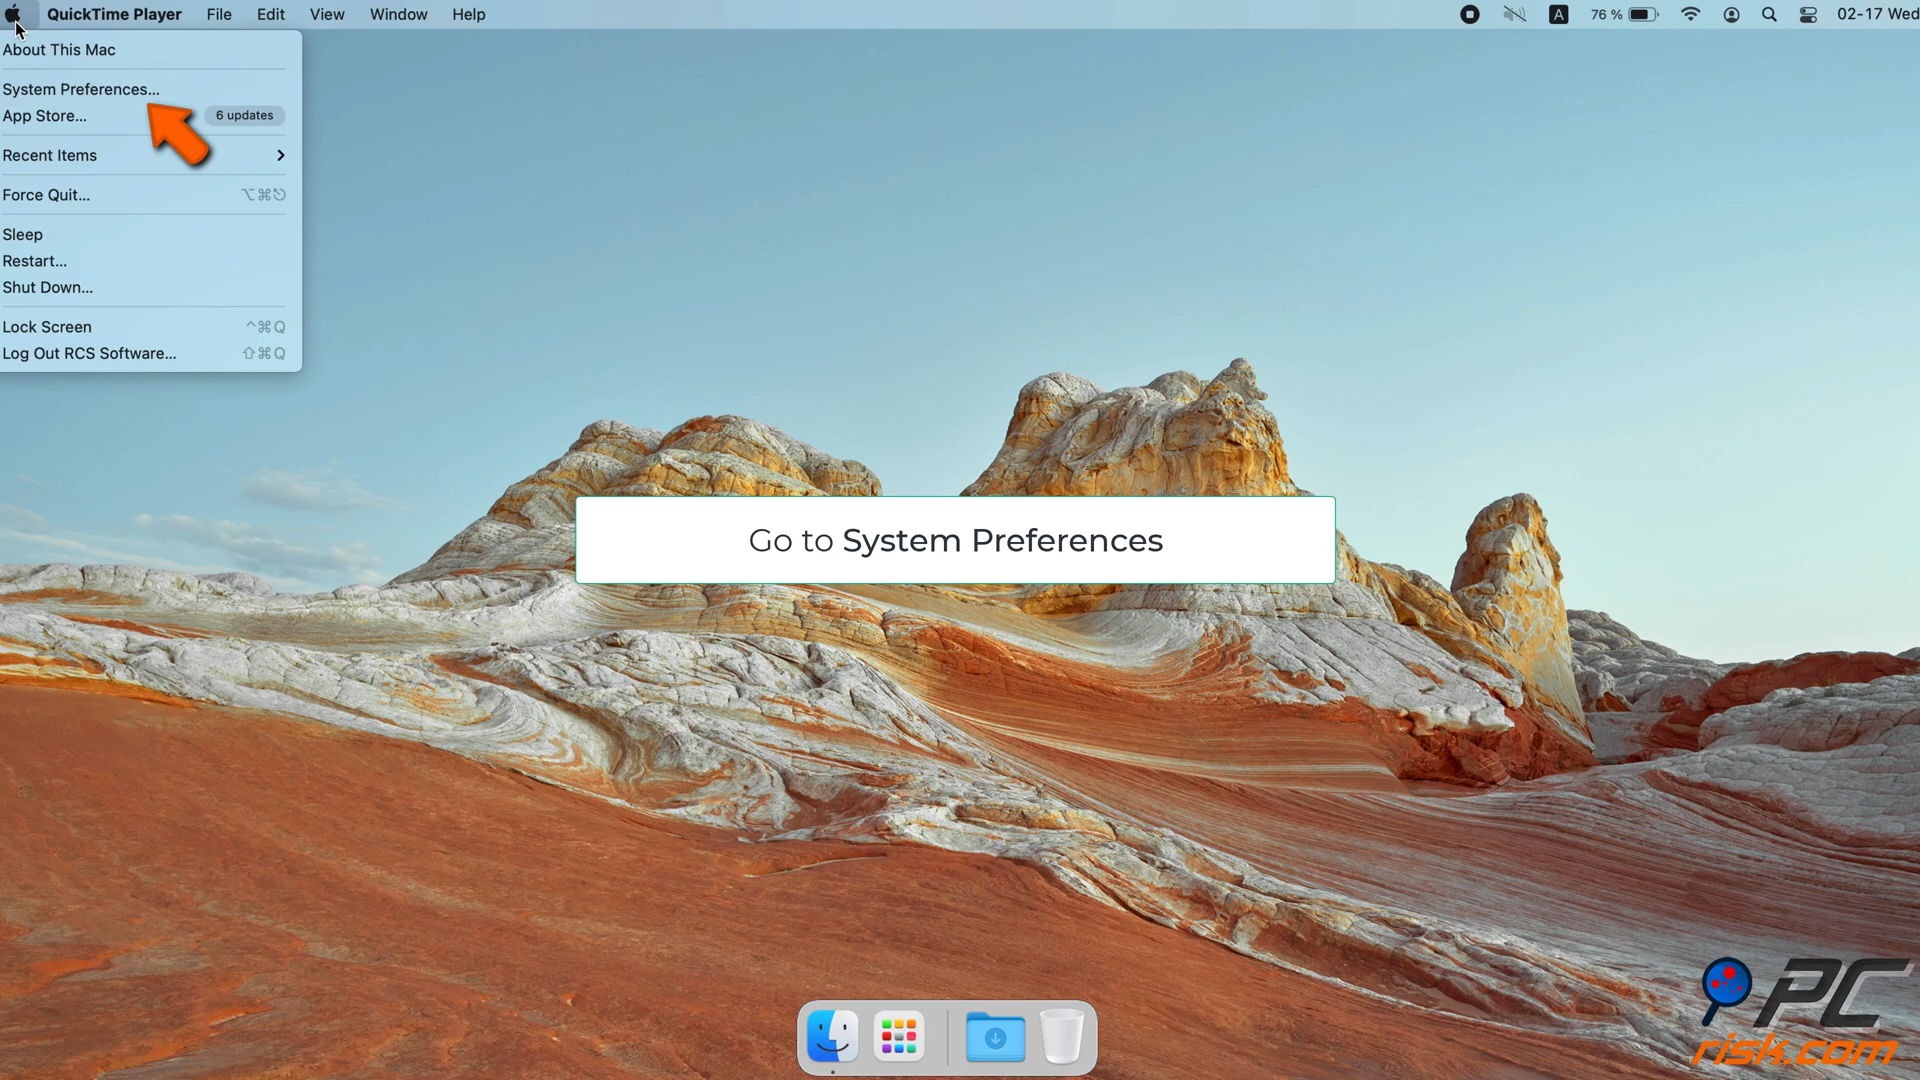 QuickTime Player File Edit View Window Help A 76 % 02-17 Wed
About This Mac
System Preferences...
App Store... 6 updates
Recent Items
Force Quit... ⌥⌘⎋
Sleep
Restart...
Shut Down...
Lock Screen ^⌘Q
Log Out RCS Software... ⇧⌘Q
Go to System Preferences
PC
risk.com